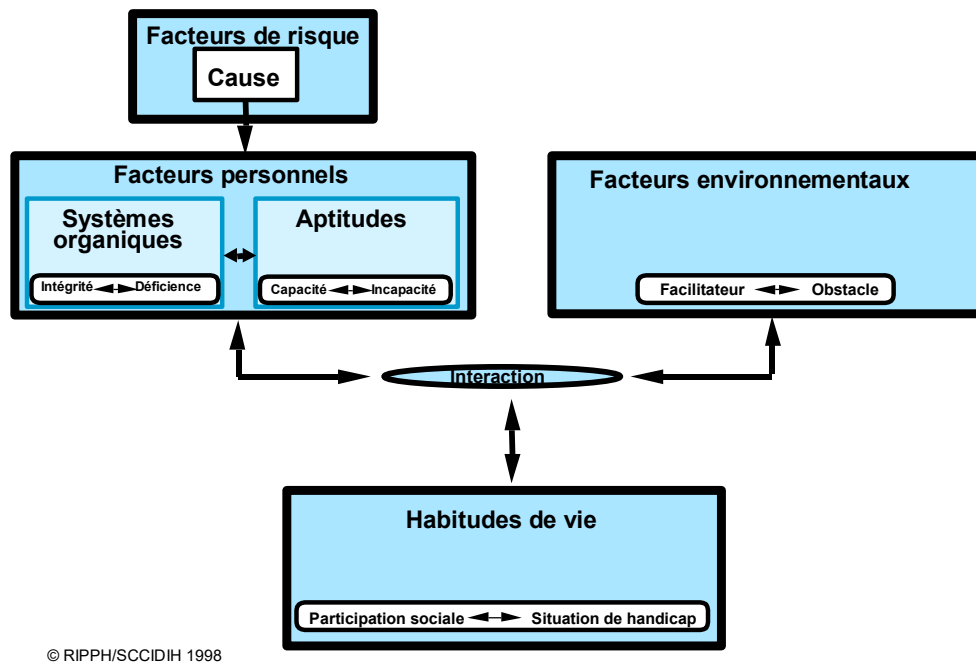 Facteurs de risque
Cause
Facteurs personnels
Systèmes
organiques
Intégrité Déficience
Aptitudes
Capacité Incapacité
Facteurs environnementaux
Facilitateur Obstacle
Interaction
Habitudes de vie
Participation sociale Situation de handicap
© RIPPH/SCCIDIH 1998